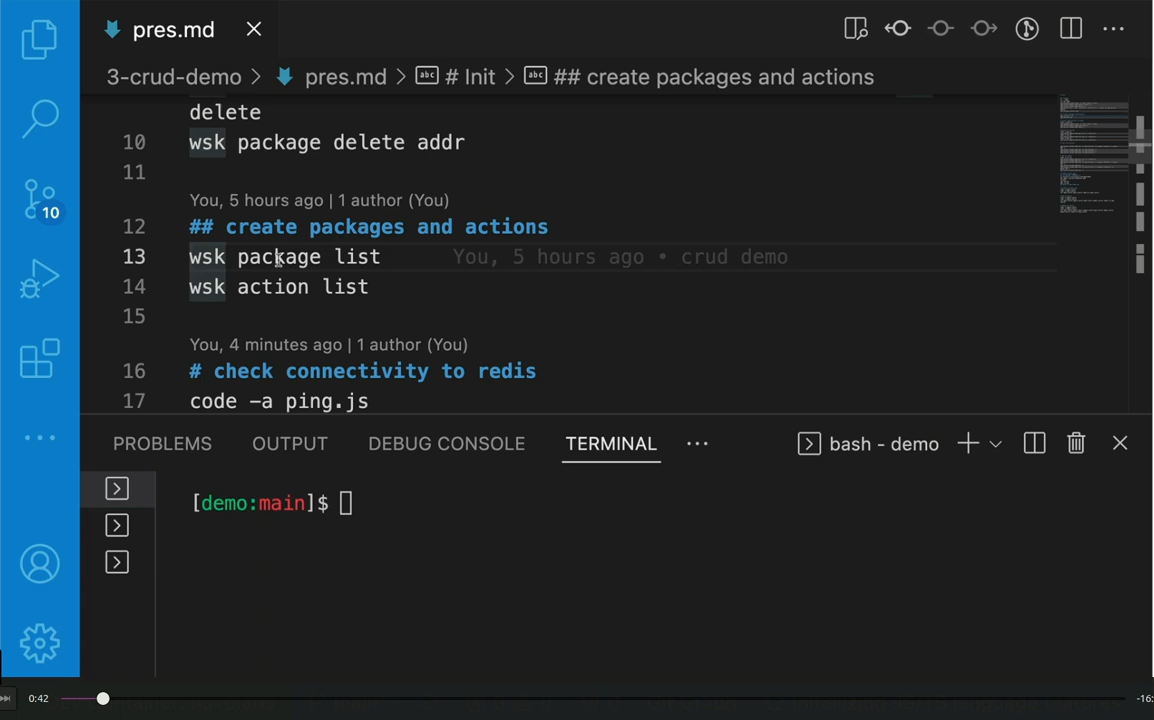 pres.md
3-crud-demo > pres.md > # Init > ## create packages and actions
delete
10 wsk package delete addr
11
You, 5 hours ago | 1 author (You)
12 ## create packages and actions
13 wsk package list You, 5 hours ago • crud demo
14 wsk action list
15
You, 4 minutes ago | 1 author (You)
16 # check connectivity to redis
17 code -a ping.js
10
PROBLEMS OUTPUT DEBUG CONSOLE TERMINAL ··· bash - demo
[demo:main]$
0:42 -16: